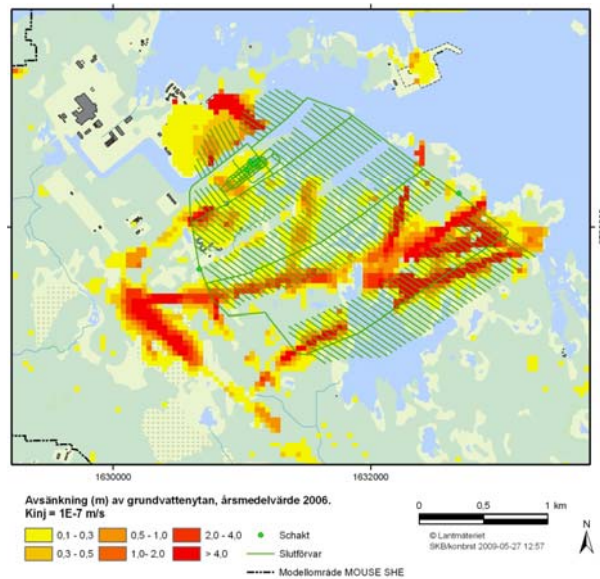 1630000
1632000
Avsänkning (m) av grundvattenytan, årsmedelvärde 2006.
Kinj = 1E-7 m/s
0,1 - 0,3
0,5 - 1,0
2,0 - 4,0
Schakt
0,3 - 0,5
1,0- 2,0
> 4,0
Slutförvar
Modellområde MOUSE SHE
0
0,5
1 km
© Lantmäteriet
SKB/konbrst 2009-05-27 12:57
N